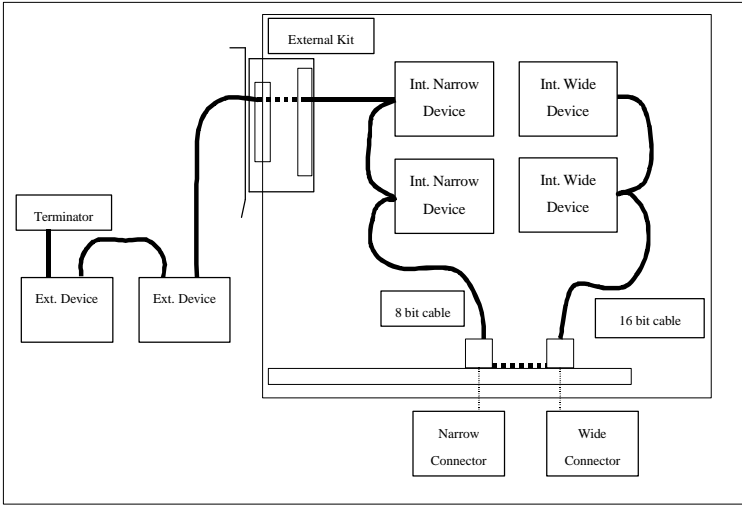 External Kit
Int. Narrow
Device
Int. Wide
Device
Int. Narrow
Device
Int. Wide
Device
Terminator
Ext. Device
Ext. Device
8 bit cable
16 bit cable
Narrow
Connector
Wide
Connector